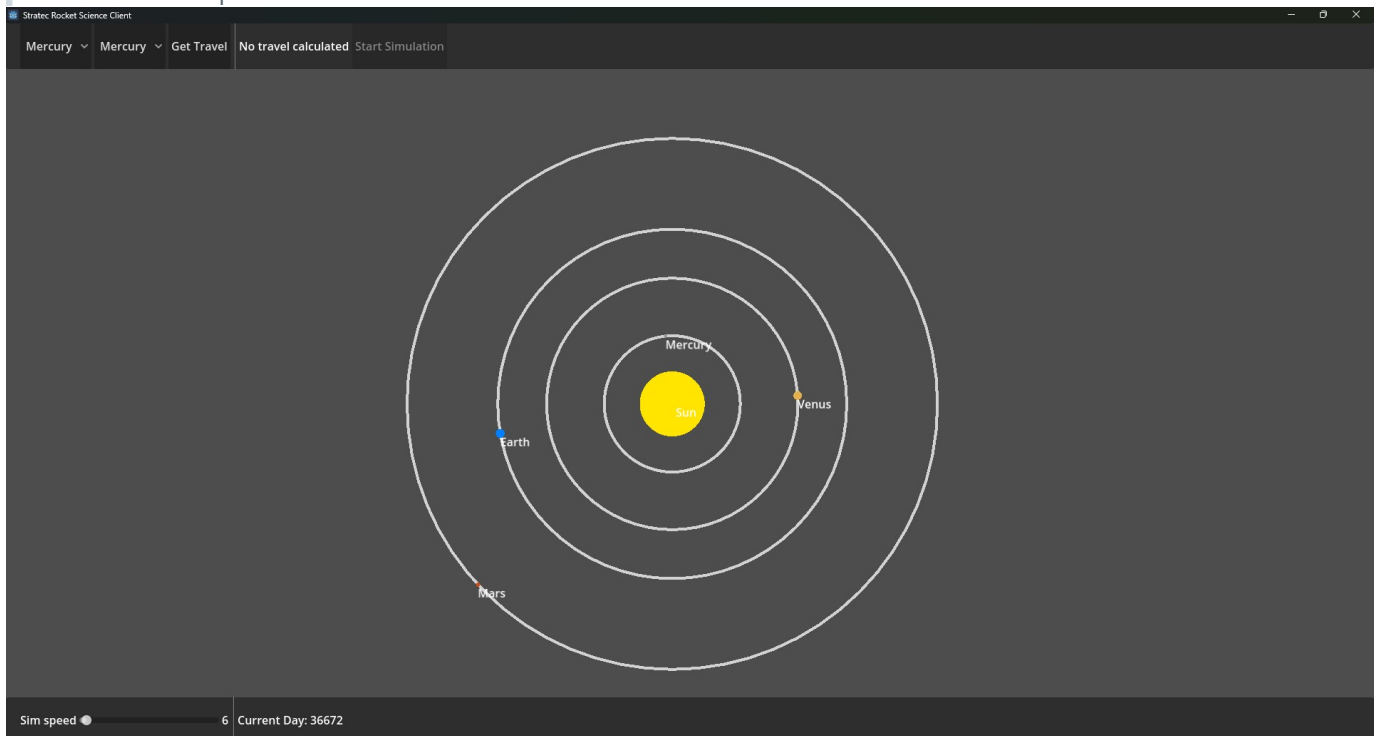 Stratec Rocket Science Client
Mercury Mercury Get Travel No travel calculated Start Simulation
Mercury
Sun
Venus
Earth
Mars
Sim speed 6 Current Day: 36672